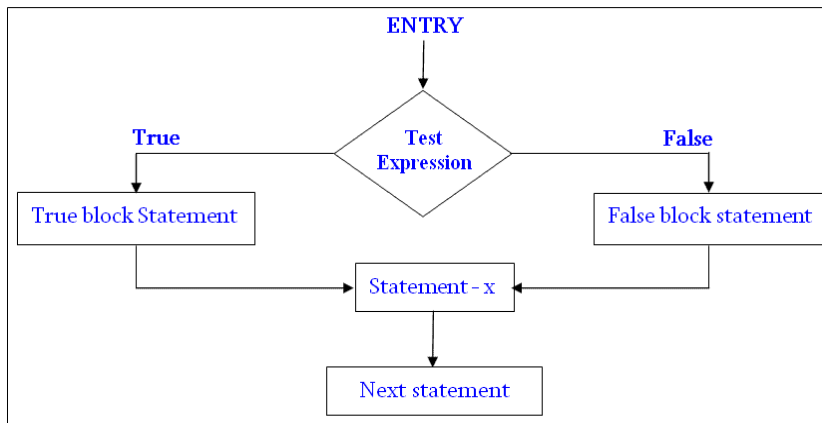 ENTRY
True
Test
Expression
False
True block Statement
False block statement
Statement - x
Next statement